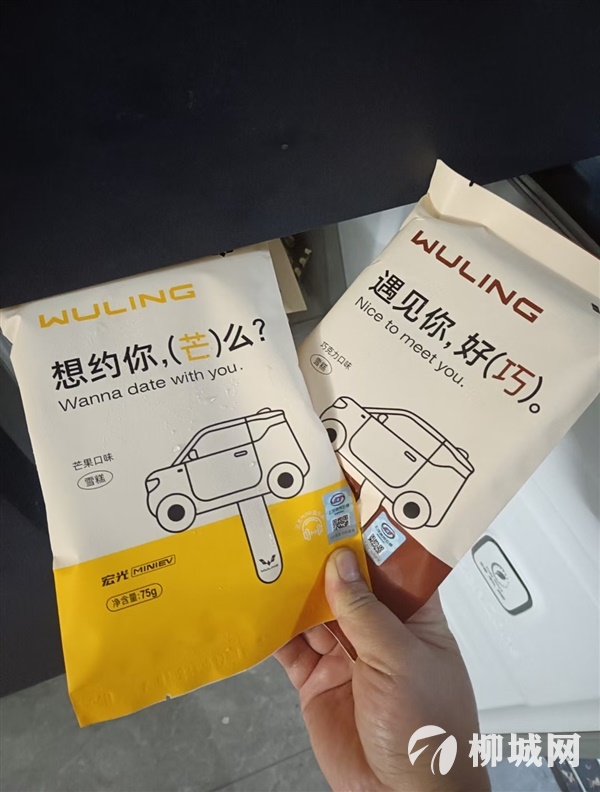 WULING
想约你,(芒)么?
Wanna date with you.
芒果口味
雪糕
宏光 MINIEV
净含量:75g
WULING
遇见你,好(巧)。
Nice to meet you.
巧克力口味
雪糕
柳城网